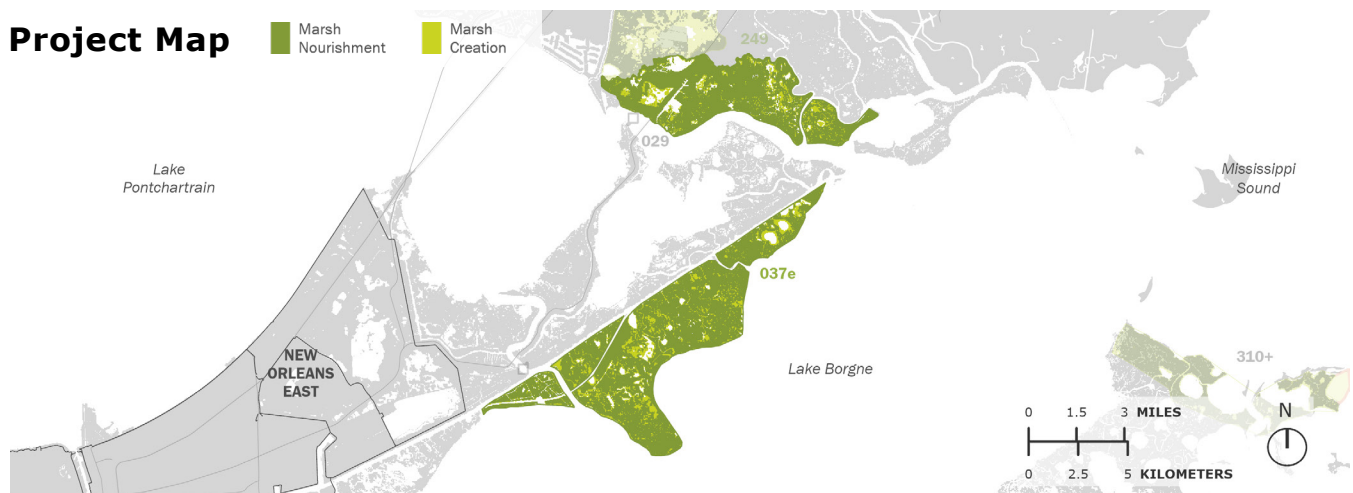 Project Map
Marsh
Nourishment
Marsh
Creation
249
029
Lake
Pontchartrain
Mississippi
Sound
037e
NEW
ORLEANS
EAST
Lake Borgne
310+
0 1.5 3 MILES
N
0 2.5 5 KILOMETERS